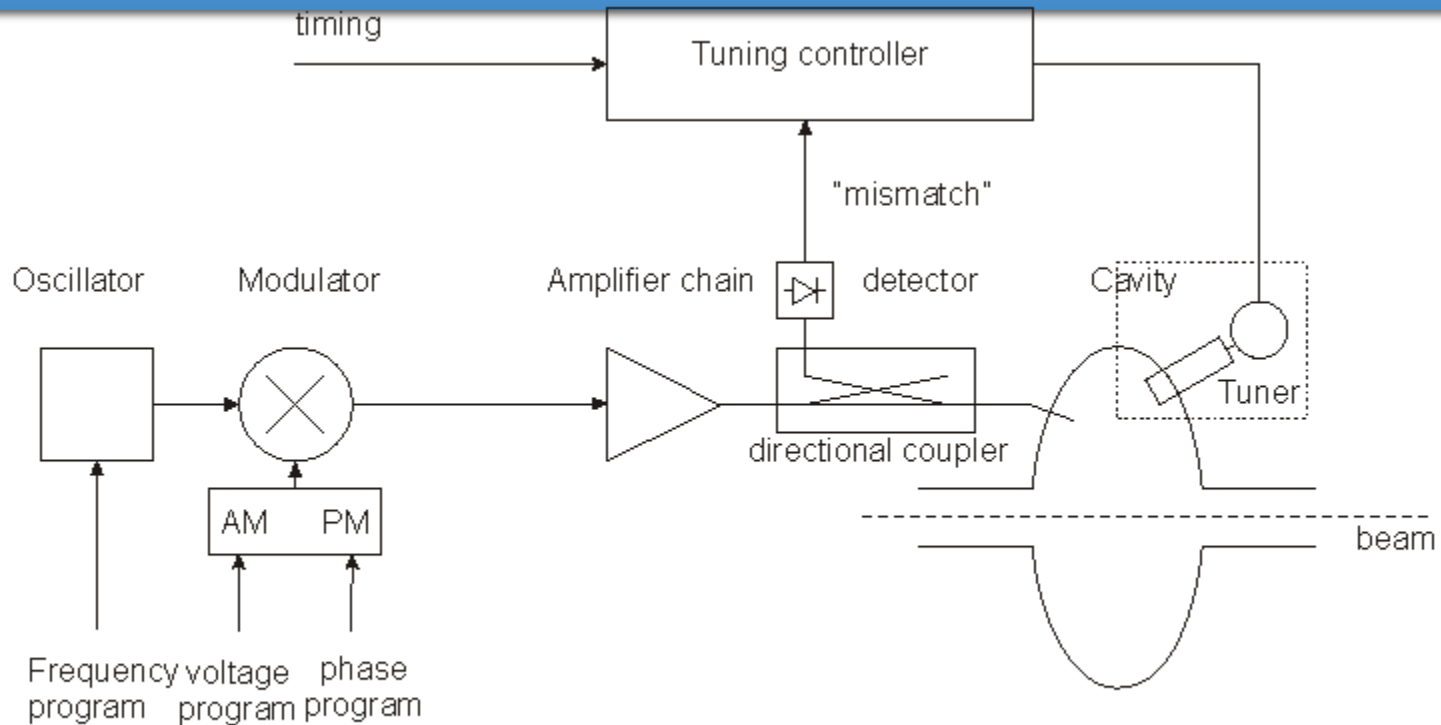 timing
Tuning controller
"mismatch"
Oscillator
Modulator
Amplifier chain
detector
Cavity
Tuner
directional coupler
AM
PM
beam
Frequency
program
voltage
program
phase
program